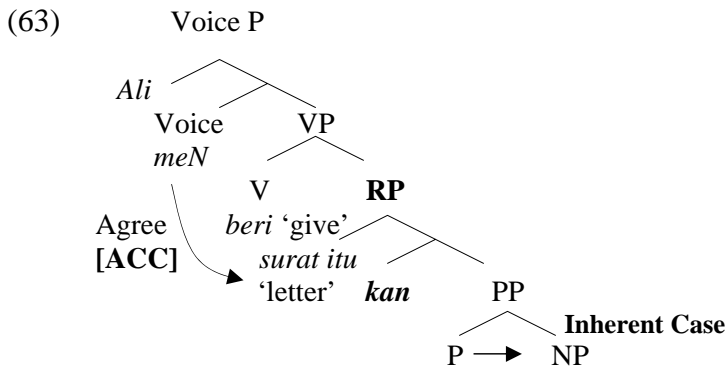 (63) Voice P
Ali
Voice VP
meN
V RP
Agree beri ‘give’
[ACC] surat itu
‘letter’ kan PP
Inherent Case
P NP